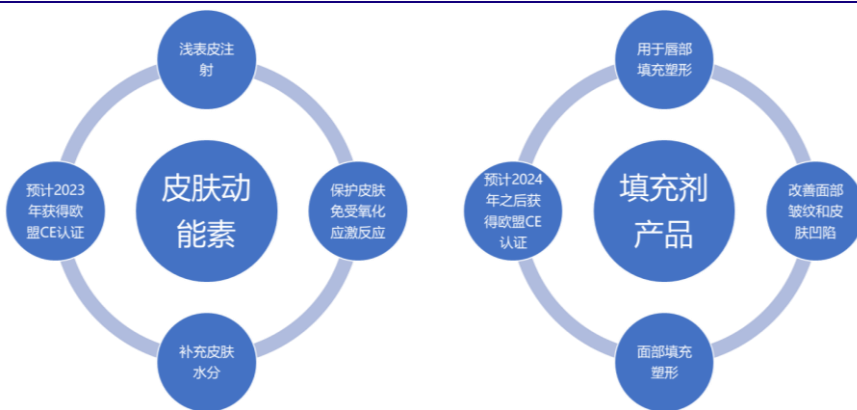 浅表皮注
射
预计2023
年获得欧
盟CE认证
皮肤动
能素
保护皮肤
免受氧化
应激反应
补充皮肤
水分
用于唇部
填充塑形
预计2024
年之后获
得欧盟CE
认证
填充剂
产品
改善面部
皱纹和皮
肤凹陷
面部填充
塑形